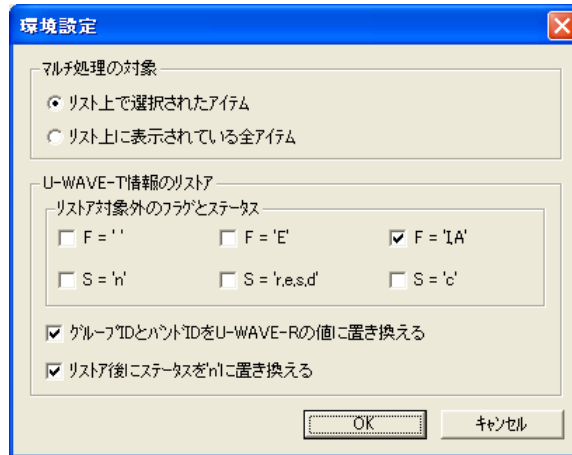 環境設定
マルチ処理の対象
リスト上で選択されたアイテム
リスト上に表示されている全アイテム
U-WAVE-T情報のリストア
リストア対象外のフラグとステータス
F = ' '
F = 'E'
F = 'I,A'
S = 'n'
S = 'r,e,s,d'
S = 'c'
グループIDとバンドIDをU-WAVE-Rの値に置き換える
リストア後にステータスを'n'に置き換える
OK
キャンセル